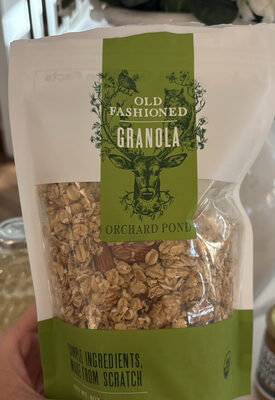 OLD
FASHIONED
GRANOLA
ORCHARD POND
SIMPLE INGREDIENTS,
MADE FROM SCRATCH